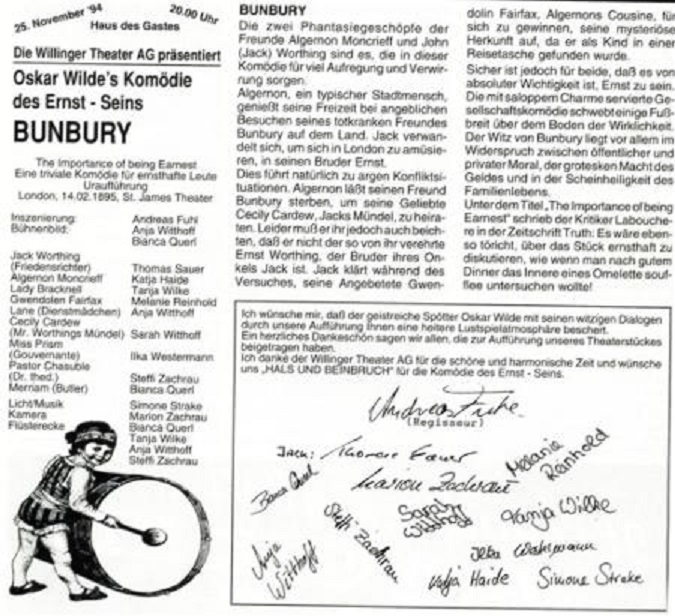 25. November '94
20.00 Uhr
Haus des Gastes
Die Willinger Theater AG präsentiert
Oskar Wilde's Komödie
des Ernst - Seins
BUNBURY
The Importance of being Earnest
Eine triviale Komödie für ernsthafte Leute
Uraufführung
London, 14.02.1895, St. James Theater
Inszenierung: Andreas Fuhl
Bühnenbild: Anja Witthoff
Bianca Querl
Jack Worthing
(Friedensrichter) Thomas Sauer
Algernon Moncrieff Katja Haide
Lady Bracknell Tanja Wilke
Gwendolen Fairfax Melanie Reinhold
Lane (Dienstmädchen) Anja Witthoff
Cecily Cardew
(Mr. Worthings Mündel) Sarah Witthoff
Miss Prism
(Gouvernante) Ilka Westermann
Pastor Chasuble
(Dr. theol.) Steffi Zachrau
Merriam (Butler) Bianca Querl
Licht/Musik Simone Strake
Kamera Marion Zachrau
Flüsterecke Bianca Querl
Tanja Wilke
Anja Witthoff
Steffi Zachrau
BUNBURY
Die zwei Phantasiegeschöpfe der
Freunde Algernon Moncrieff und John
(Jack) Worthing sind es, die in dieser
Komödie für viel Aufregung und Verwir-
rung sorgen.
Algernon, ein typischer Stadtmensch,
genießt seine Freizeit bei angeblichen
Besuchen seines totkranken Freundes
Bunbury auf dem Land. Jack verwan-
delt sich, um sich in London zu amüsie-
ren, in seinen Bruder Ernst.
Dies führt natürlich zu argen Konfliktsi-
tuationen. Algernon läßt seinen Freund
Bunbury sterben, um seine Geliebte
Cecily Cardew, Jacks Mündel, zu heira-
ten. Leider muß er ihr jedoch auch beich-
ten, daß er nicht der so von ihr verehrte
Ernst Worthing, der Bruder ihres On-
kels Jack ist. Jack klärt während des
Versuches, seine Angebetete Gwen-
dolin Fairfax, Algernons Cousine, für
sich zu gewinnen, seine mysteriöse
Herkunft auf, da er als Kind in einer
Reisetasche gefunden wurde.
Sicher ist jedoch für beide, daß es von
absoluter Wichtigkeit ist, Ernst zu sein.
Die mit saloppem Charme servierte Ge-
sellschaftskomödie schwebt einige Fuß-
breit über dem Boden der Wirklichkeit.
Der Witz von Bunbury liegt vor allem im
Widerspruch zwischen öffentlicher und
privater Moral, der grotesken Macht des
Geldes und in der Scheinheiligkeit des
Familienlebens.
Unter dem Titel „The Importance of being
Earnest" schrieb der Kritiker Labouche-
re in der Zeitschrift Truth: Es wäre eben-
so töricht, über das Stück ernsthaft zu
diskutieren, wie wenn man nach gutem
Dinner das Innere eines Omelette souf-
flee untersuchen wollte!
Ich wünsche mir, daß der geistreiche Spötter Oskar Wilde mit seinen witzigen Dialogen
durch unsere Aufführung Ihnen eine heitere Lustspielatmosphäre beschert.
Ein herzliches Dankeschön sagen wir allen, die zur Aufführung unseres Theaterstückes
beigetragen haben.
Ich danke der Willinger Theater AG für die schöne und harmonische Zeit und wünsche
uns „HALS UND BEINBRUCH" für die Komödie des Ernst - Seins.
(Regisseur)
Jack: Thomas Sauer
Melanie
Reinhold
Bianca Querl
Marion Zachrau
Steffi Zachrau
Sarah
Witthoff
Tanja Wilke
Anja
Witthoff
Katja Haide
Simone Strake